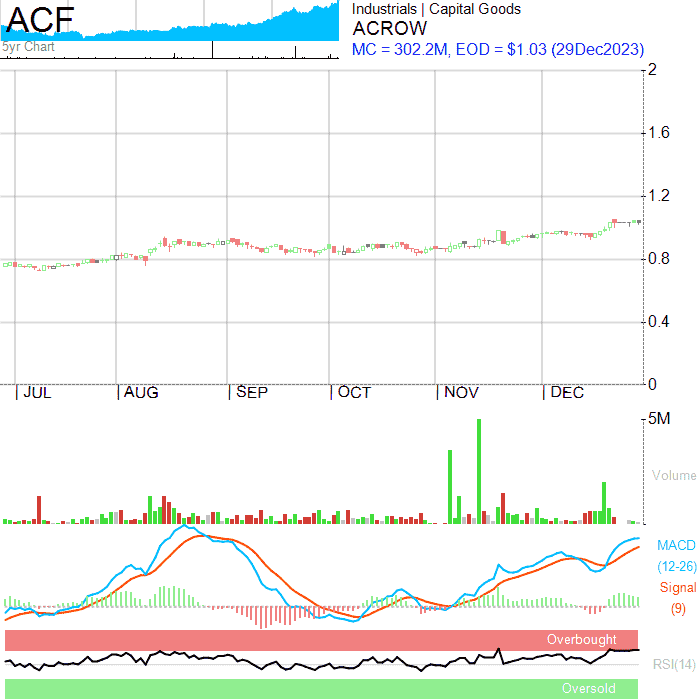 ACF
5yr Chart
Industrials | Capital Goods
ACROW
MC = 302.2M, EOD = $1.03 (29Dec2023)
2
1.6
1.2
0.8
0.4
0
| JUL | AUG | SEP | OCT | NOV | DEC
5M
Volume
MACD
(12-26)
Signal
(9)
Overbought
RSI(14)
Oversold